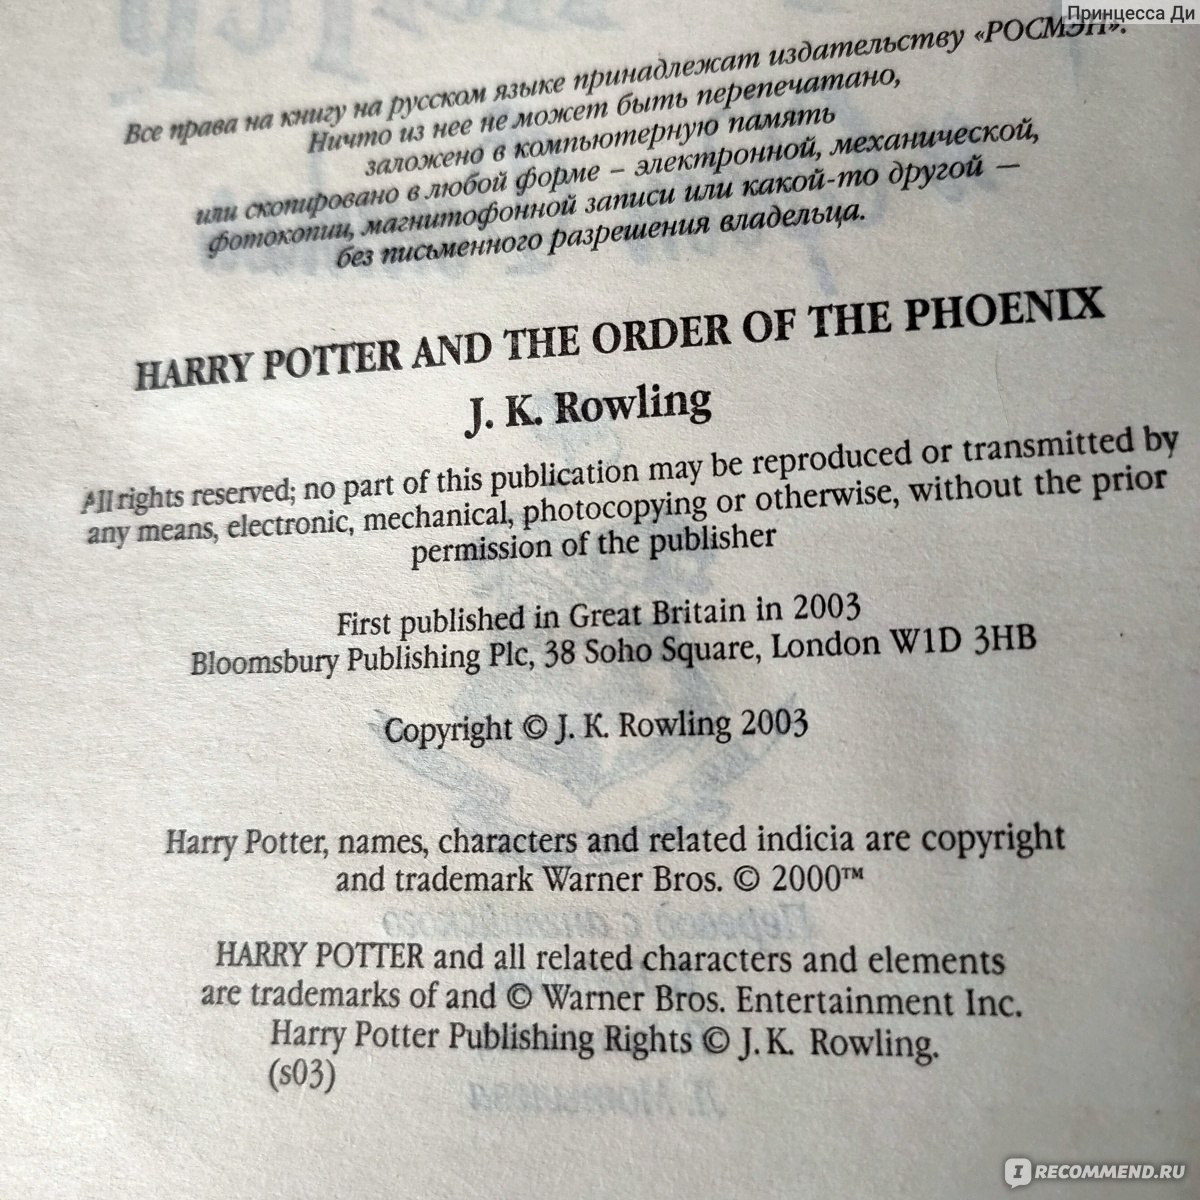 Принцесса Ди
Все права на книгу на русском языке принадлежат издательству «РОСМЭН».
Ничто из нее не может быть перепечатано,
заложено в компьютерную память
или скопировано в любой форме – электронной, механической,
фотокопии, магнитофонной записи или какой-то другой —
без письменного разрешения владельца.
HARRY POTTER AND THE ORDER OF THE PHOENIX
J. K. Rowling
All rights reserved; no part of this publication may be reproduced or transmitted by
any means, electronic, mechanical, photocopying or otherwise, without the prior
permission of the publisher
First published in Great Britain in 2003
Bloomsbury Publishing Plc, 38 Soho Square, London W1D 3HB
Copyright © J. K. Rowling 2003
Harry Potter, names, characters and related indicia are copyright
and trademark Warner Bros. © 2000™
HARRY POTTER and all related characters and elements
are trademarks of and © Warner Bros. Entertainment Inc.
Harry Potter Publishing Rights © J. K. Rowling.
(s03)
IRECOMMEND.RU